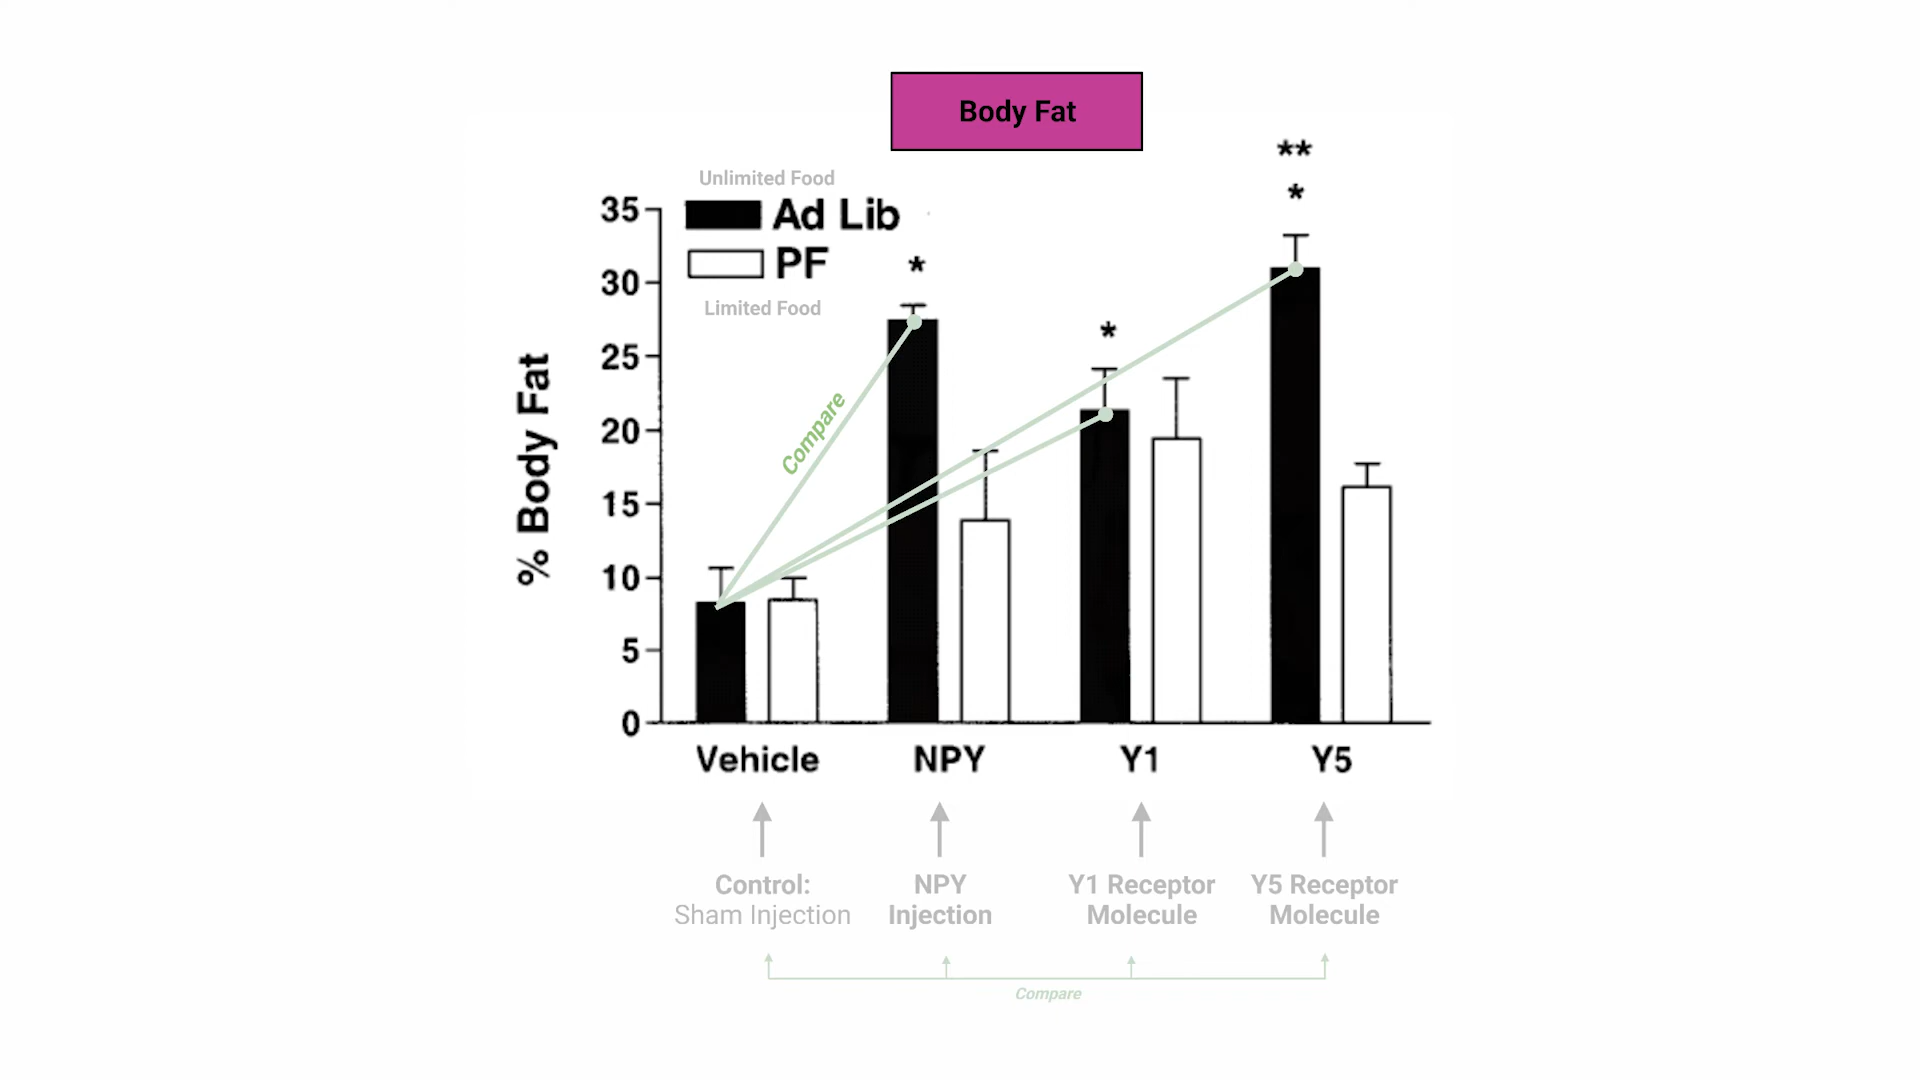 Body Fat
Unlimited Food
Ad Lib
PF
Limited Food
% Body Fat
35
30
25
20
15
10
5
0
*
*
**
*
Compare
Vehicle NPY Y1 Y5
Control:
Sham Injection
NPY
Injection
Y1 Receptor
Molecule
Y5 Receptor
Molecule
Compare